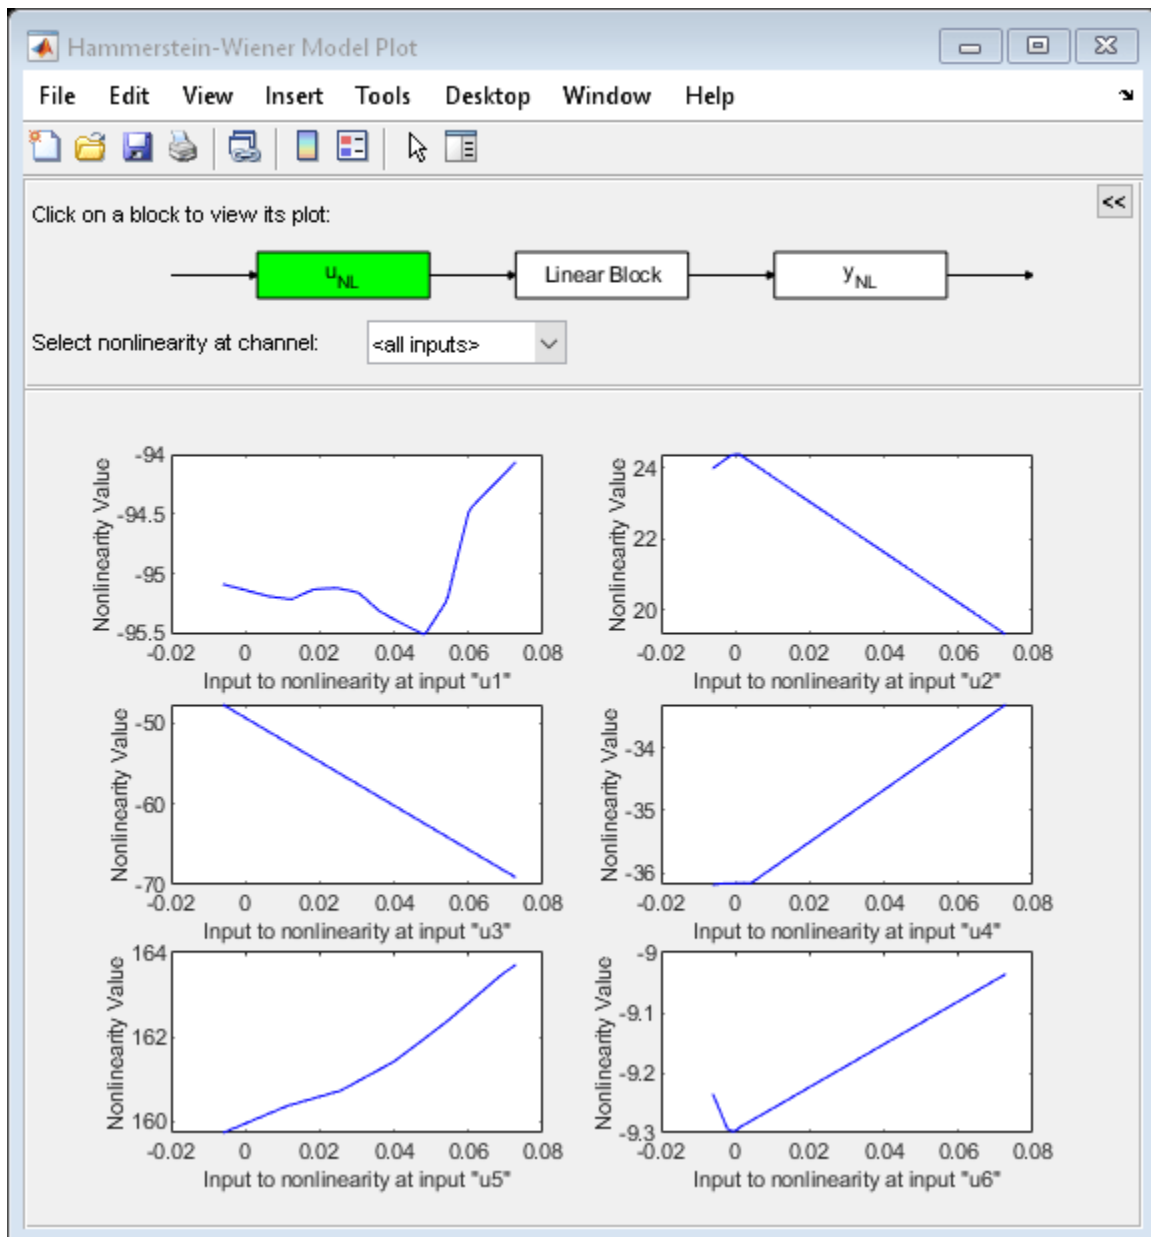 Hammerstein-Wiener Model Plot
File Edit View Insert Tools Desktop Window Help
Click on a block to view its plot:
<<
uNL Linear Block yNL
Select nonlinearity at channel: <all inputs>
Nonlinearity Value
-94
-94.5
-95
-95.5
-0.02 0 0.02 0.04 0.06 0.08
Input to nonlinearity at input "u1"
Nonlinearity Value
24
22
20
-0.02 0 0.02 0.04 0.06 0.08
Input to nonlinearity at input "u2"
Nonlinearity Value
-50
-60
-70
-0.02 0 0.02 0.04 0.06 0.08
Input to nonlinearity at input "u3"
Nonlinearity Value
-34
-35
-36
-0.02 0 0.02 0.04 0.06 0.08
Input to nonlinearity at input "u4"
Nonlinearity Value
164
162
160
-0.02 0 0.02 0.04 0.06 0.08
Input to nonlinearity at input "u5"
Nonlinearity Value
-9
-9.1
-9.2
-9.3
-0.02 0 0.02 0.04 0.06 0.08
Input to nonlinearity at input "u6"